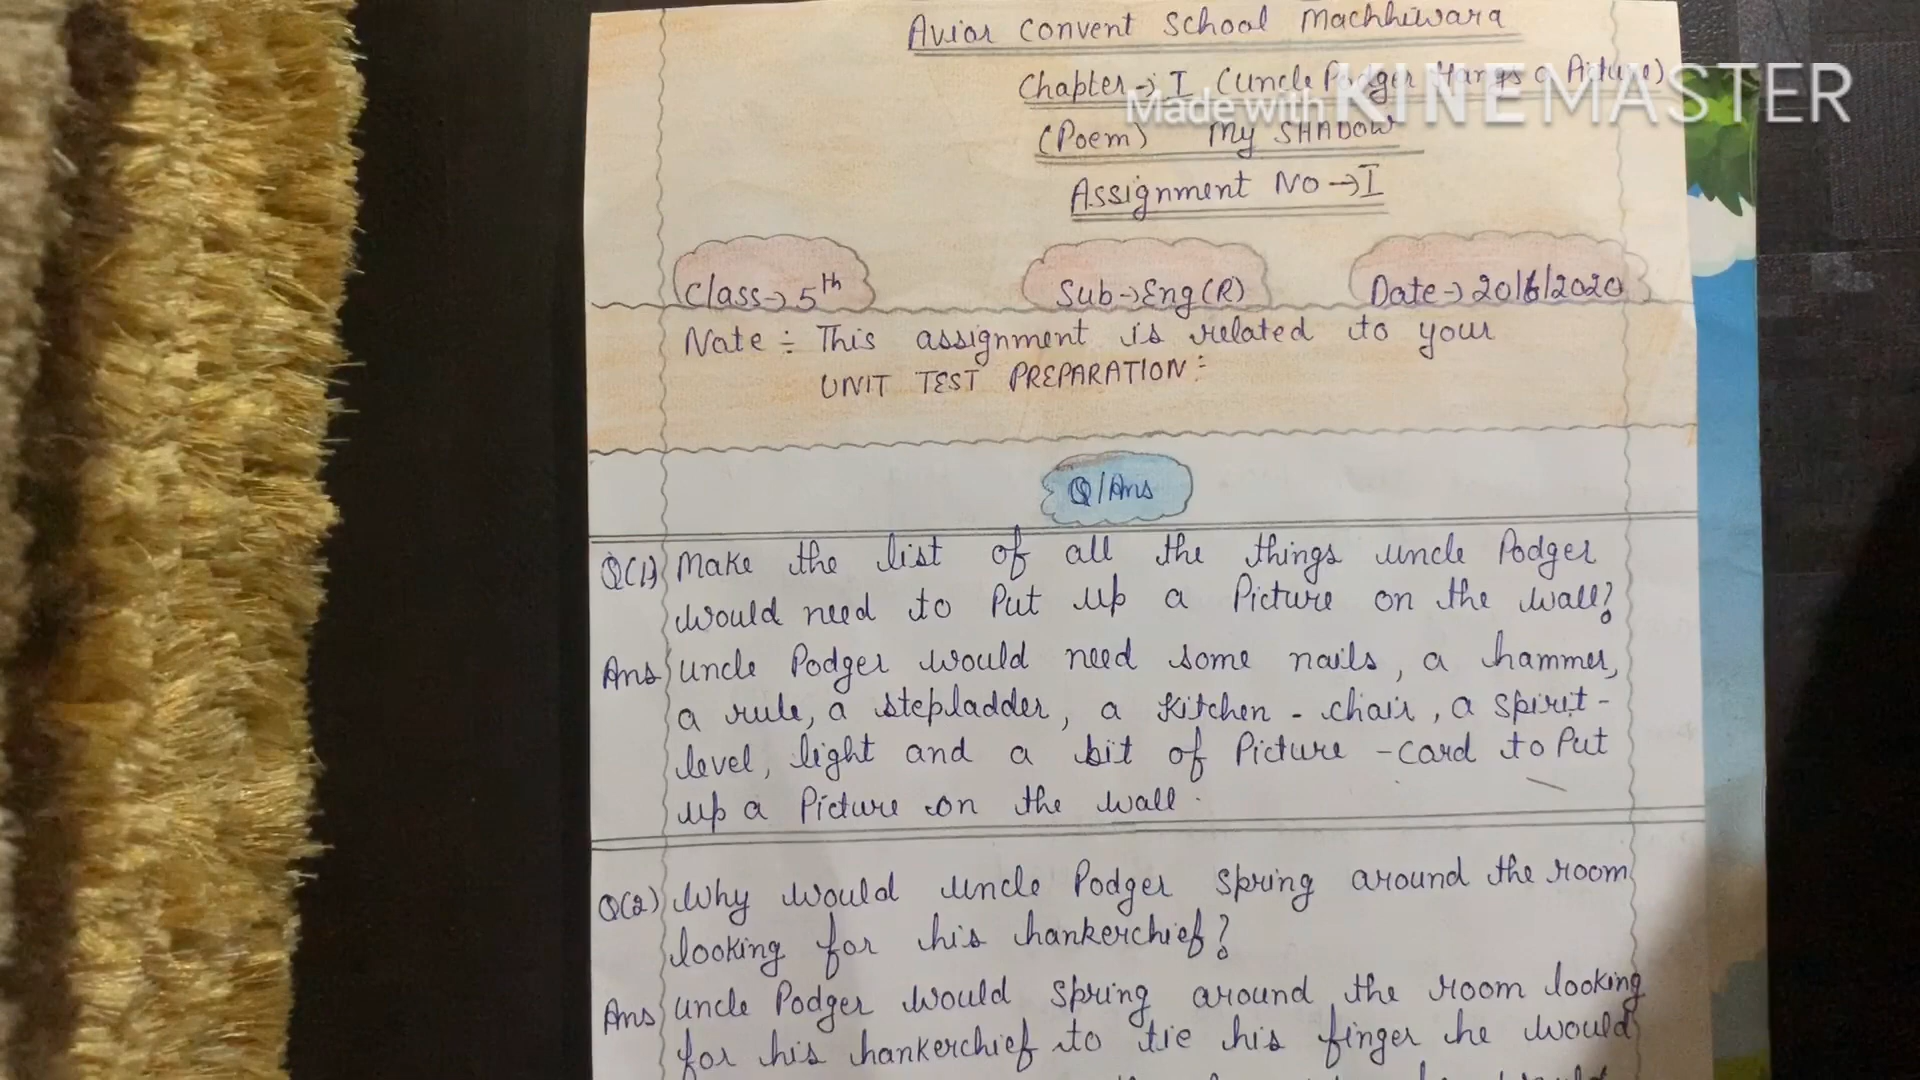 Avior Convent School Machhiwara
Chapter → I (Uncle Podger Hangs a Picture)
Made with KINEMASTER
(Poem) My SHADOW
Assignment No → I
Class → 5th Sub → Eng(R) Date → 20/6/2020
Note ÷ This assignment is related to your
UNIT TEST PREPARATION ÷
Q/Ans
Q(1) Make the list of all the things uncle Podger
would need to Put up a Picture on the wall?
Ans Uncle Podger would need some nails, a hammer,
a rule, a stepladder, a kitchen - chair, a spirit -
level, light and a bit of Picture - card to Put
up a Picture on the wall.
Q(2) Why would uncle Podger spring around the room
looking for his hankerchief?
Ans Uncle Podger would spring around the room looking
for his hankerchief to tie his finger he would